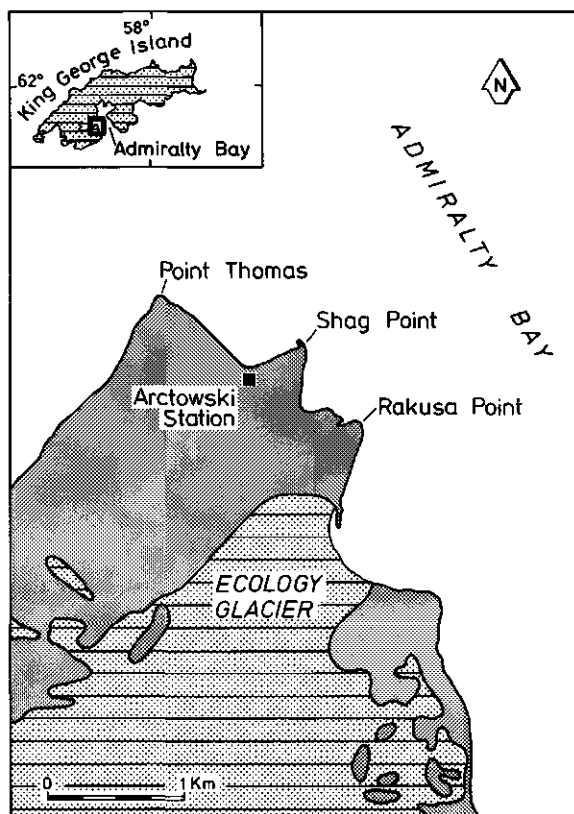 58°
King George Island
62°
Admiralty Bay
N
ADMIRALTY BAY
Point Thomas
Shag Point
Arctowski
Station
Rakusa Point
ECOLOGY
GLACIER
0 1 Km